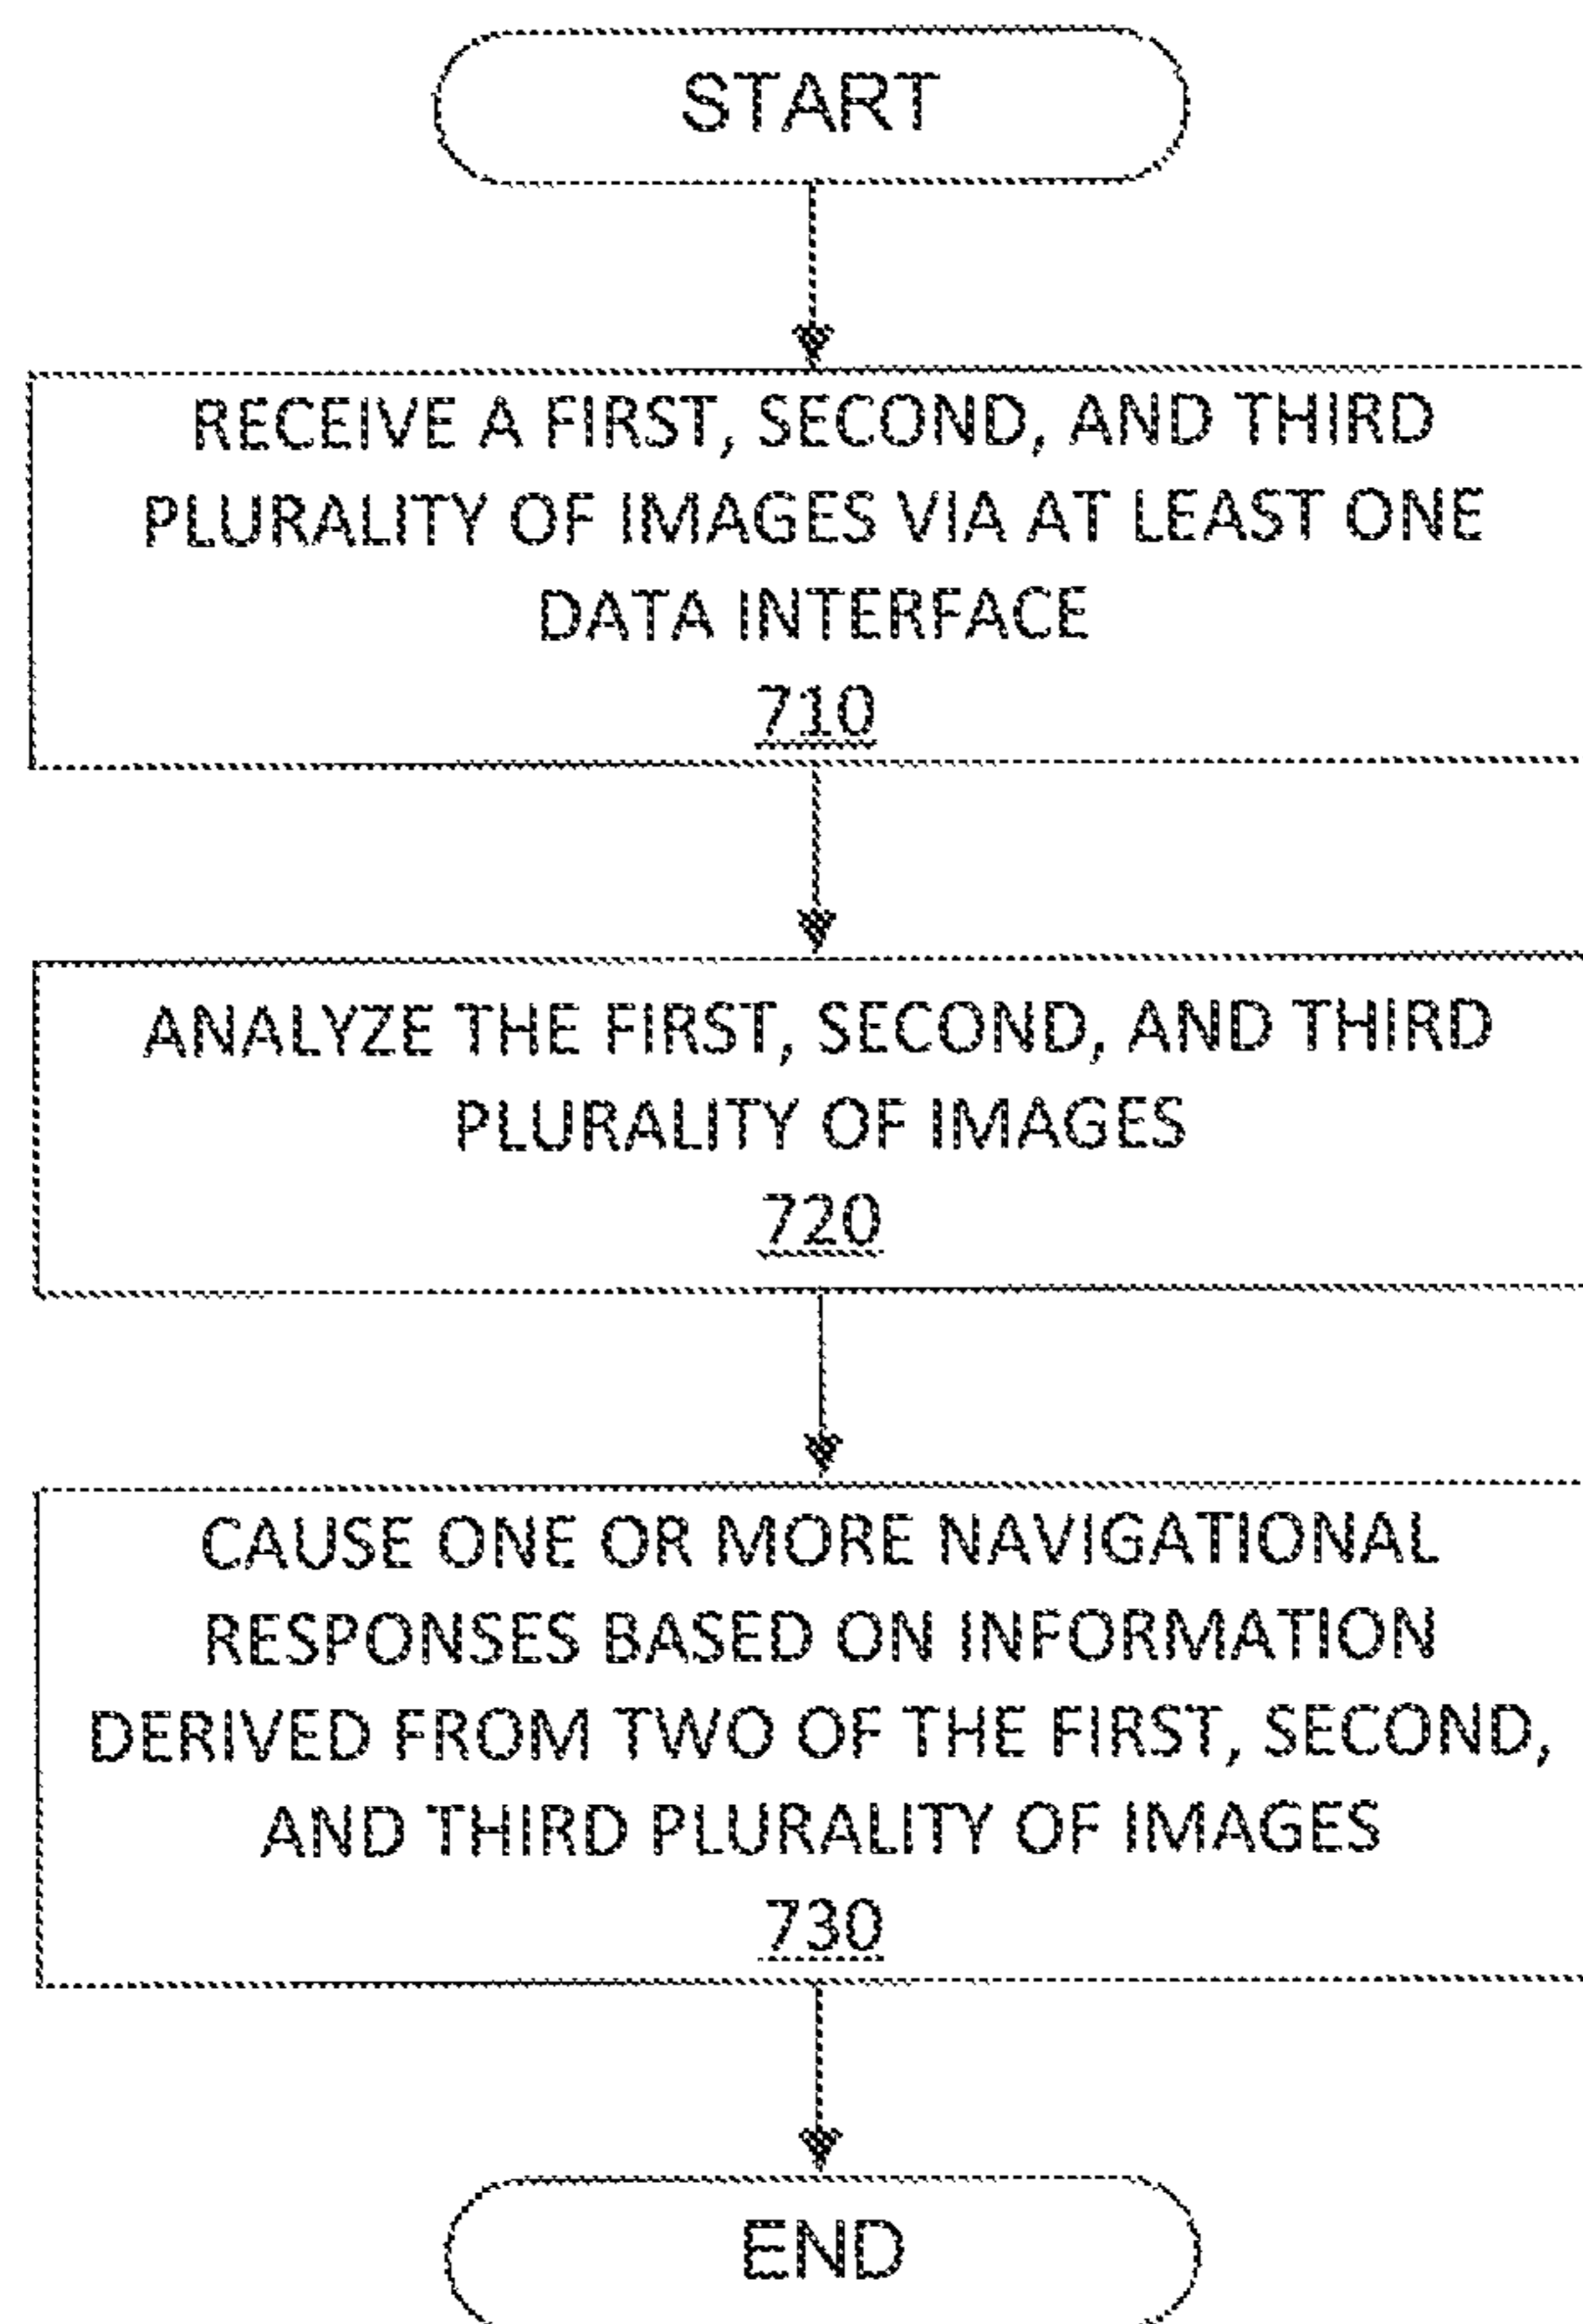 START
RECEIVE A FIRST, SECOND, AND THIRD
PLURALITY OF IMAGES VIA AT LEAST ONE
DATA INTERFACE
710
ANALYZE THE FIRST, SECOND, AND THIRD
PLURALITY OF IMAGES
720
CAUSE ONE OR MORE NAVIGATIONAL
RESPONSES BASED ON INFORMATION
DERIVED FROM TWO OF THE FIRST, SECOND,
AND THIRD PLURALITY OF IMAGES
730
END